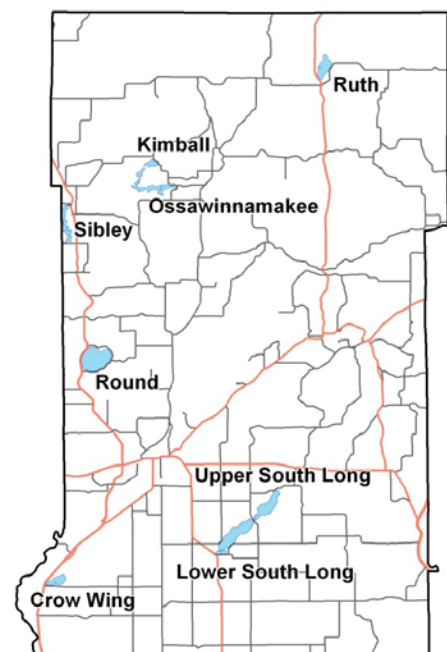 Ruth
Kimball
Ossawinnamakee
Sibley
Round
Upper South Long
Lower South Long
Crow Wing